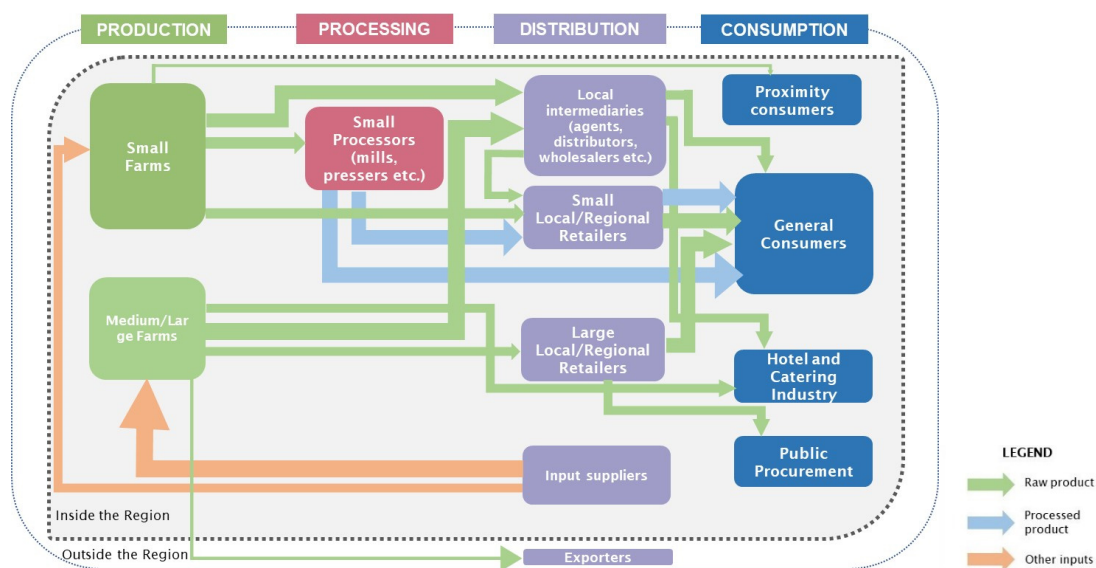 PRODUCTION
PROCESSING
DISTRIBUTION
CONSUMPTION
Small
Farms
Small
Processors
(mills,
pressers etc.)
Local
intermediaries
(agents,
distributors,
wholesalers etc.)
Proximity
consumers
Small
Local/Regional
Retailers
General
Consumers
Medium/Lar
ge Farms
Large
Local/Regional
Retailers
Hotel and
Catering
Industry
Public
Procurement
Input suppliers
Inside the Region
Outside the Region
Exporters
LEGEND
Raw product
Processed
product
Other inputs